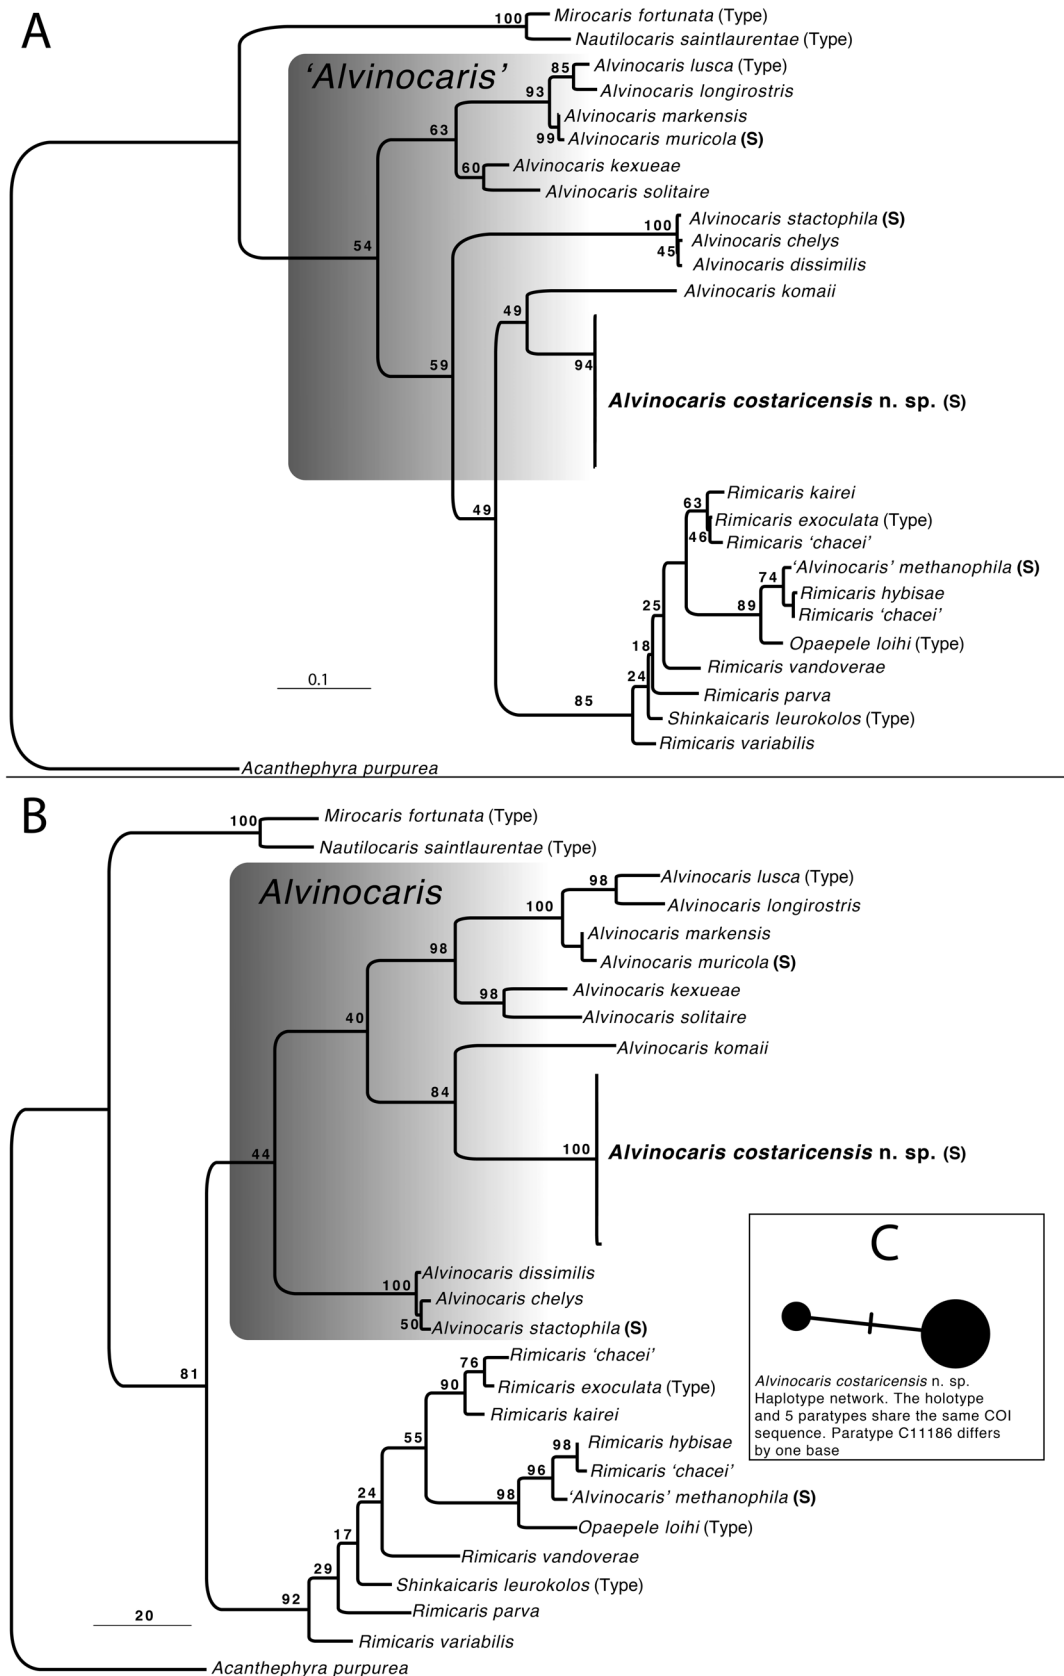 A
100
Mirocaris fortunata (Type)
Nautilocaris saintlaurentae (Type)
'Alvinocaris'
85
Alvinocaris lusca (Type)
93
Alvinocaris longirostris
Alvinocaris markensis
63
99
Alvinocaris muricola (S)
60
Alvinocaris kexueae
Alvinocaris solitaire
100
Alvinocaris stactophila (S)
54
45
Alvinocaris chelys
Alvinocaris dissimilis
Alvinocaris komaii
49
59
94
Alvinocaris costaricensis n. sp. (S)
49
63
Rimicaris kairei
Rimicaris exoculata (Type)
46
Rimicaris 'chacei'
74
'Alvinocaris' methanophila (S)
Rimicaris hybisae
25
89
Rimicaris 'chacei'
18
Opaepele loihi (Type)
0.1
24
Rimicaris vandoverae
85
Rimicaris parva
Shinkaicaris leurokolos (Type)
Rimicaris variabilis
Acanthephyra purpurea
B
100
Mirocaris fortunata (Type)
Nautilocaris saintlaurentae (Type)
Alvinocaris
98
Alvinocaris lusca (Type)
100
Alvinocaris longirostris
Alvinocaris markensis
98
Alvinocaris muricola (S)
98
Alvinocaris kexueae
40
Alvinocaris solitaire
Alvinocaris komaii
84
44
100
Alvinocaris costaricensis n. sp. (S)
C
Alvinocaris costaricensis n. sp.
Haplotype network. The holotype
and 5 paratypes share the same COI
sequence. Paratype C11186 differs
by one base
100
Alvinocaris dissimilis
Alvinocaris chelys
50
Alvinocaris stactophila (S)
81
76
Rimicaris 'chacei'
90
Rimicaris exoculata (Type)
Rimicaris kairei
55
98
Rimicaris hybisae
96
Rimicaris 'chacei'
24
98
'Alvinocaris' methanophila (S)
Opaepele loihi (Type)
17
Rimicaris vandoverae
29
Shinkaicaris leurokolos (Type)
20
92
Rimicaris parva
Rimicaris variabilis
Acanthephyra purpurea